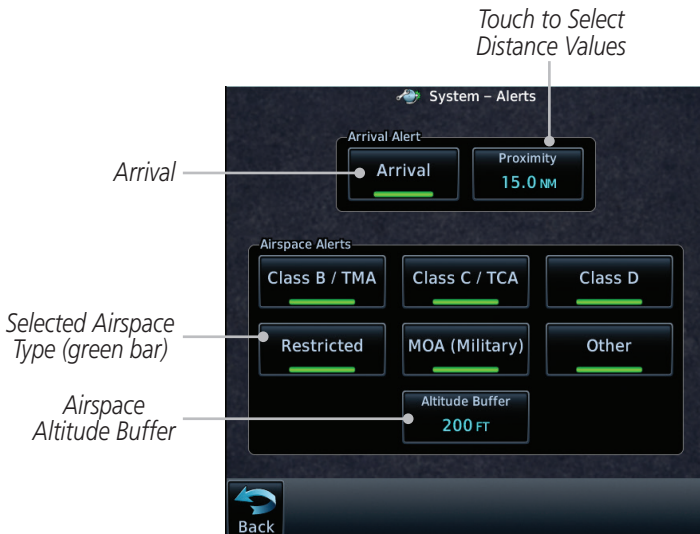 Touch to Select
Distance Values
System – Alerts
Arrival Alert
Arrival
Arrival
Proximity
15.0 NM
Airspace Alerts
Class B / TMA
Class C / TCA
Class D
Selected Airspace
Type (green bar)
Restricted
MOA (Military)
Other
Airspace
Altitude Buffer
Altitude Buffer
200 FT
Back